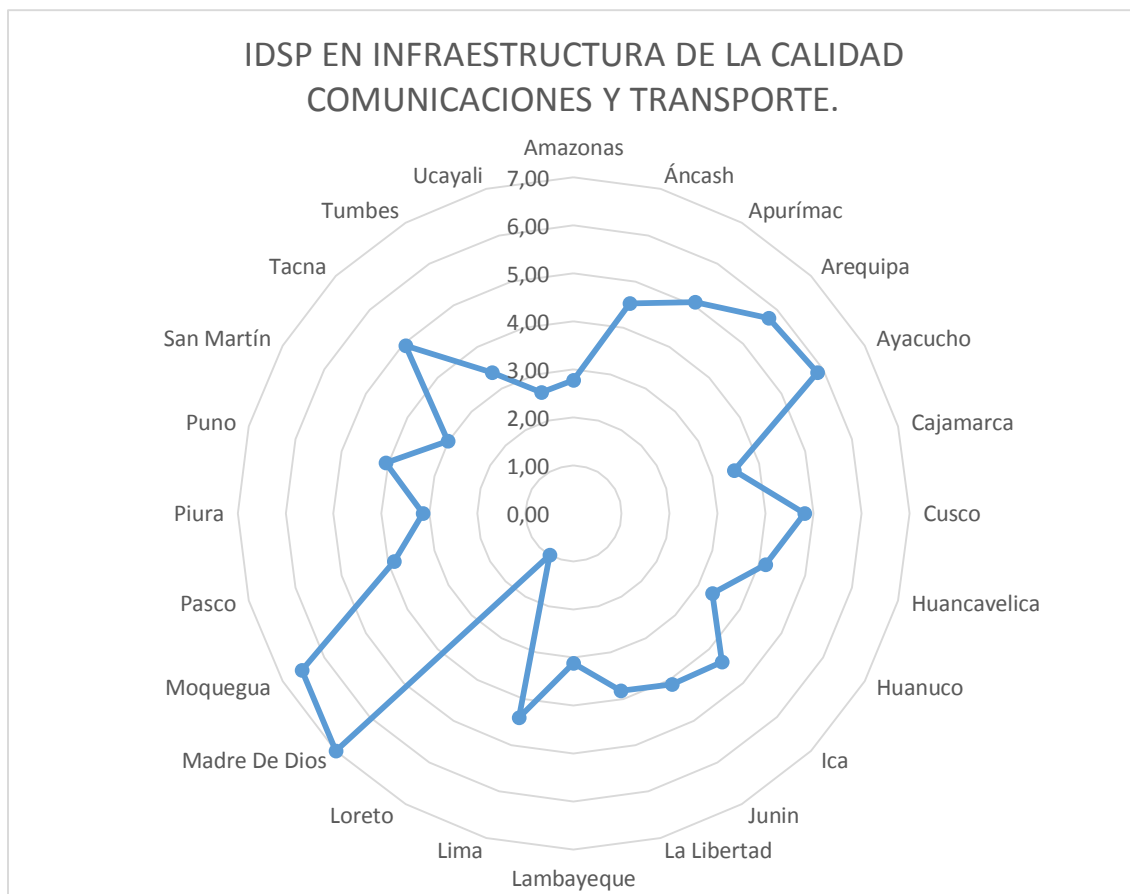 IDSP EN INFRAESTRUCTURA DE LA CALIDAD
COMUNICACIONES Y TRANSPORTE.
Amazonas
Áncash
Apurímac
Arequipa
Ayacucho
Cajamarca
Cusco
Huancavelica
Huanuco
Ica
Junin
La Libertad
Lambayeque
Lima
Loreto
Madre De Dios
Moquegua
Pasco
Piura
Puno
San Martín
Tacna
Tumbes
Ucayali
7,00
6,00
5,00
4,00
3,00
2,00
1,00
0,00